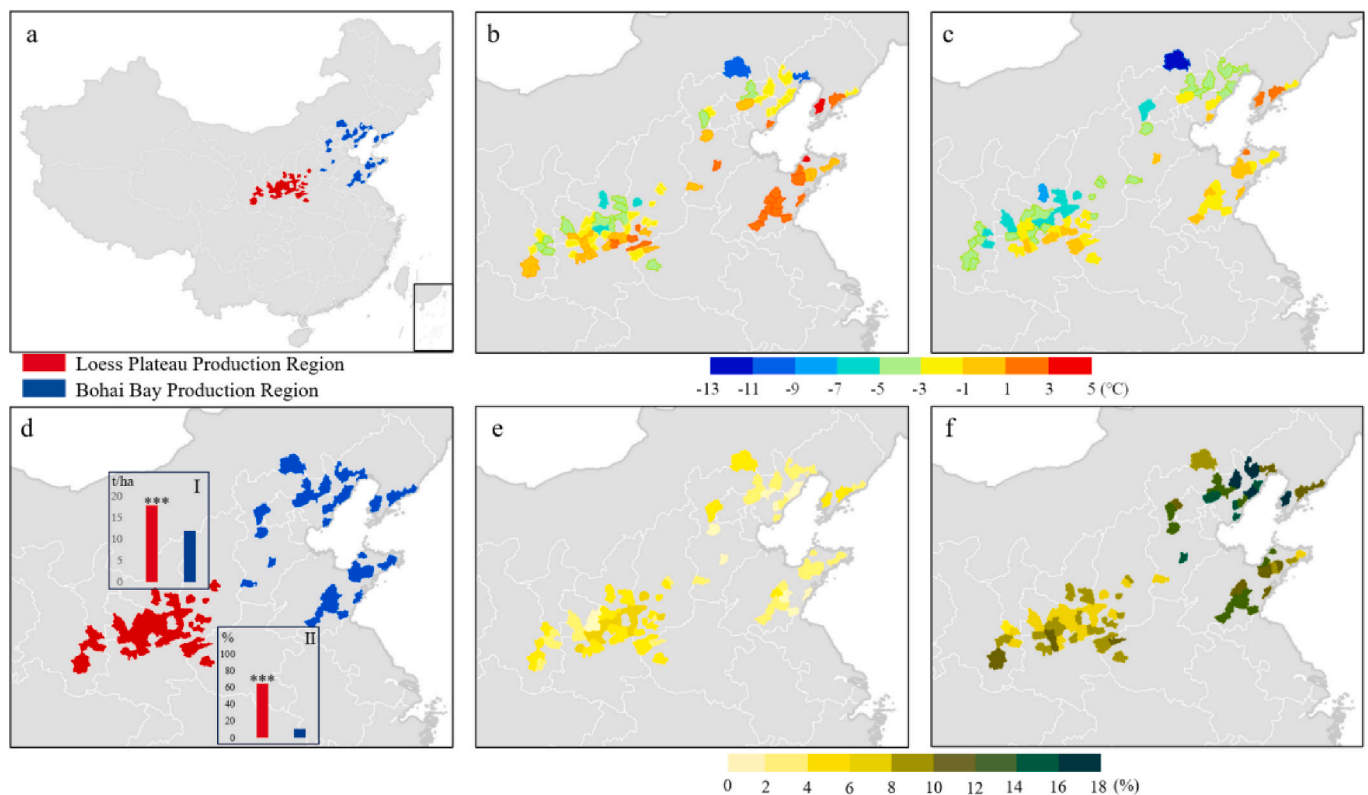 a
b
c
Loess Plateau Production Region
Bohai Bay Production Region
-13 -11 -9 -7 -5 -3 -1 1 3 5 (°C)
d
t/ha I
20
15
10
5
0
***
% II
100
80
60
40
20
0
***
e
f
0 2 4 6 8 10 12 14 16 18 (%)